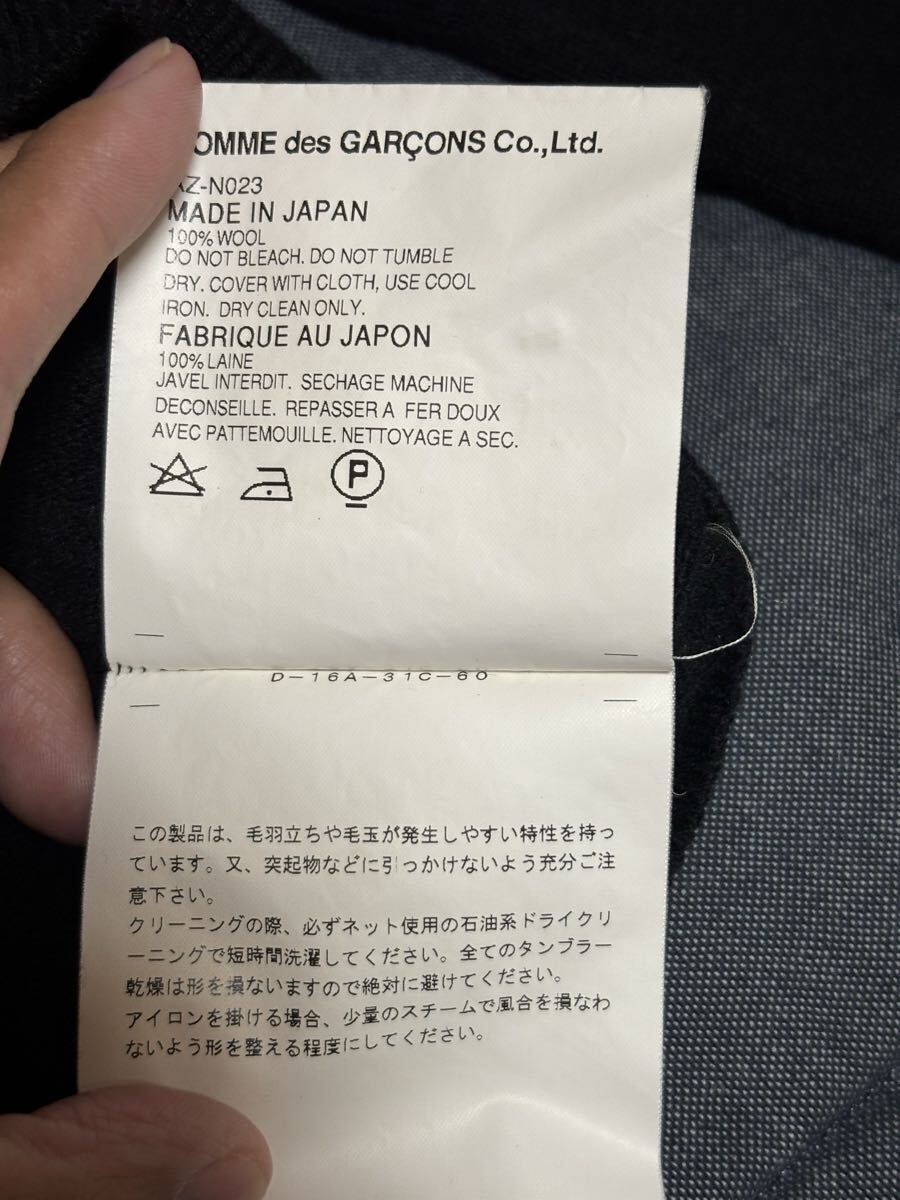 OMME des GARÇONS Co.,Ltd.
Z-N023
MADE IN JAPAN
100% WOOL
DO NOT BLEACH. DO NOT TUMBLE
DRY. COVER WITH CLOTH, USE COOL
IRON. DRY CLEAN ONLY.
FABRIQUE AU JAPON
100% LAINE
JAVEL INTERDIT. SECHAGE MACHINE
DECONSEILLE. REPASSER A FER DOUX
AVEC PATTEMOUILLE. NETTOYAGE A SEC.
P
D-16A-31C-60
この製品は、毛羽立ちや毛玉が発生しやすい特性を持っ
ています。又、突起物などに引っかけないよう充分ご注
意下さい。
クリーニングの際、必ずネット使用の石油系ドライクリ
ーニングで短時間洗濯してください。全てのタンブラー
乾燥は形を損ないますので絶対に避けてください。
アイロンを掛ける場合、少量のスチームで風合を損なわ
ないよう形を整える程度にしてください。